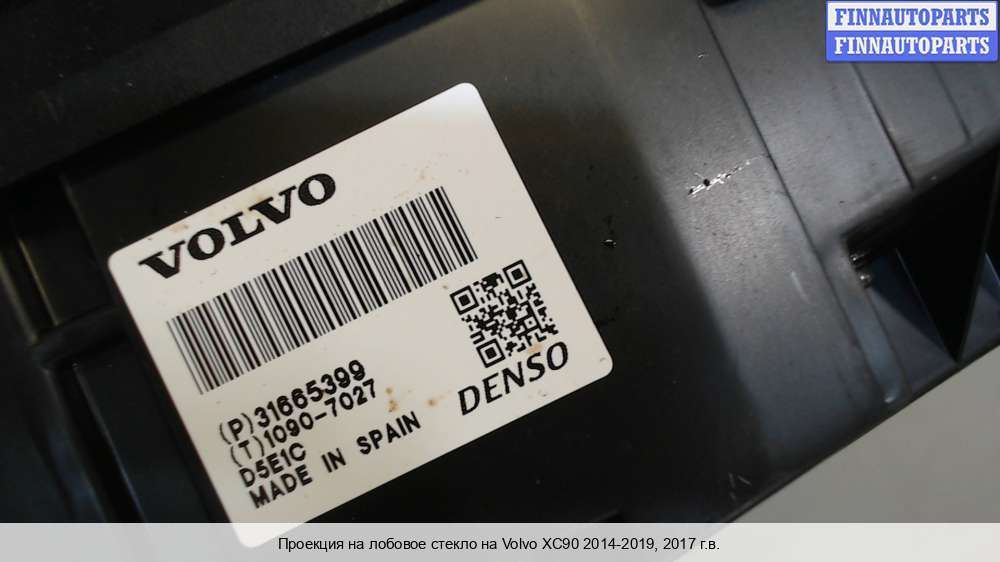 FINNAUTOPARTS
FINNAUTOPARTS
VOLVO
(P)31665399
(T)1090-7027
D5E1C
MADE IN SPAIN
DENSO
Проекция на лобовое стекло на Volvo XC90 2014-2019, 2017 г.в.